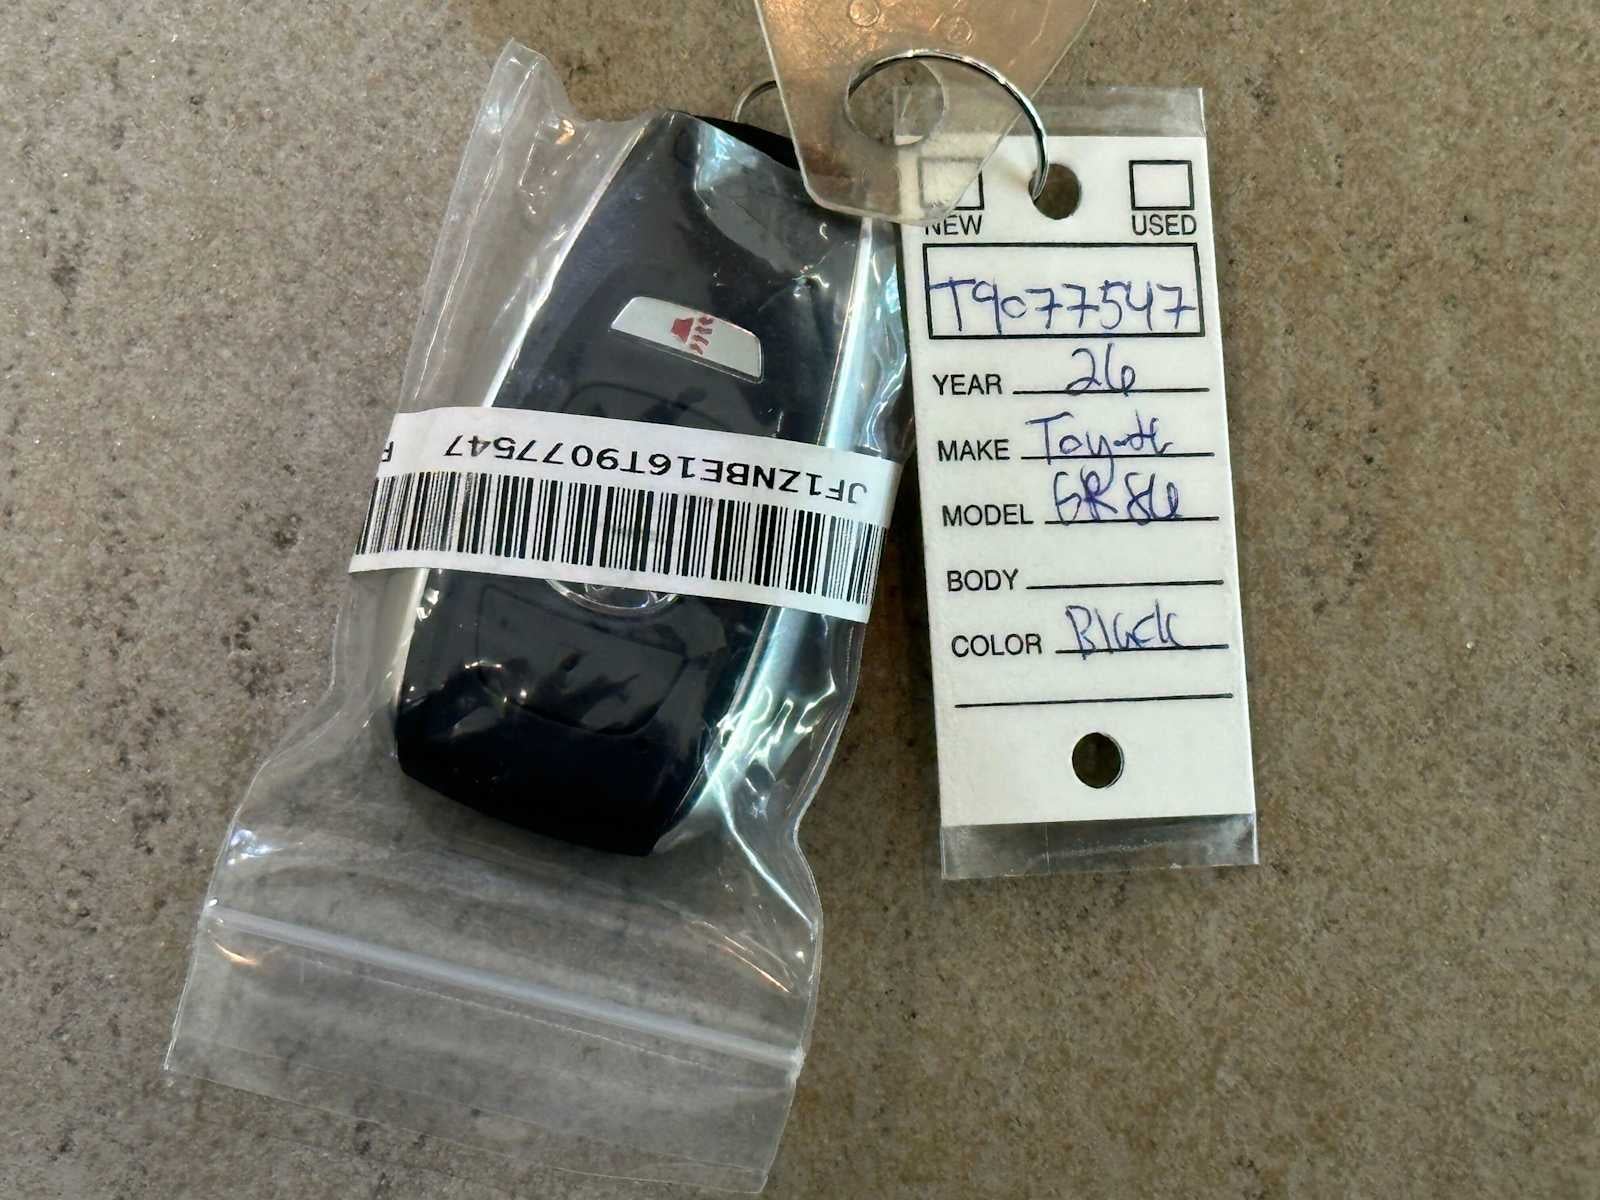 JF1ZNBE16T9077547
NEW USED
T9077547
YEAR 26
MAKE Toyota
MODEL GR86
BODY
COLOR Black